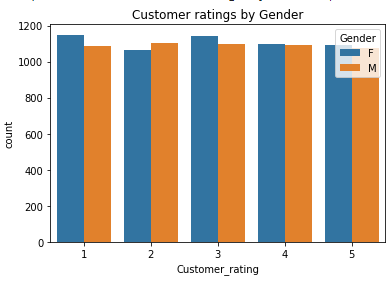 Customer ratings by Gender
1200
1000
800
600
400
200
0
count
Gender
F
M
1 2 3 4 5
Customer_rating